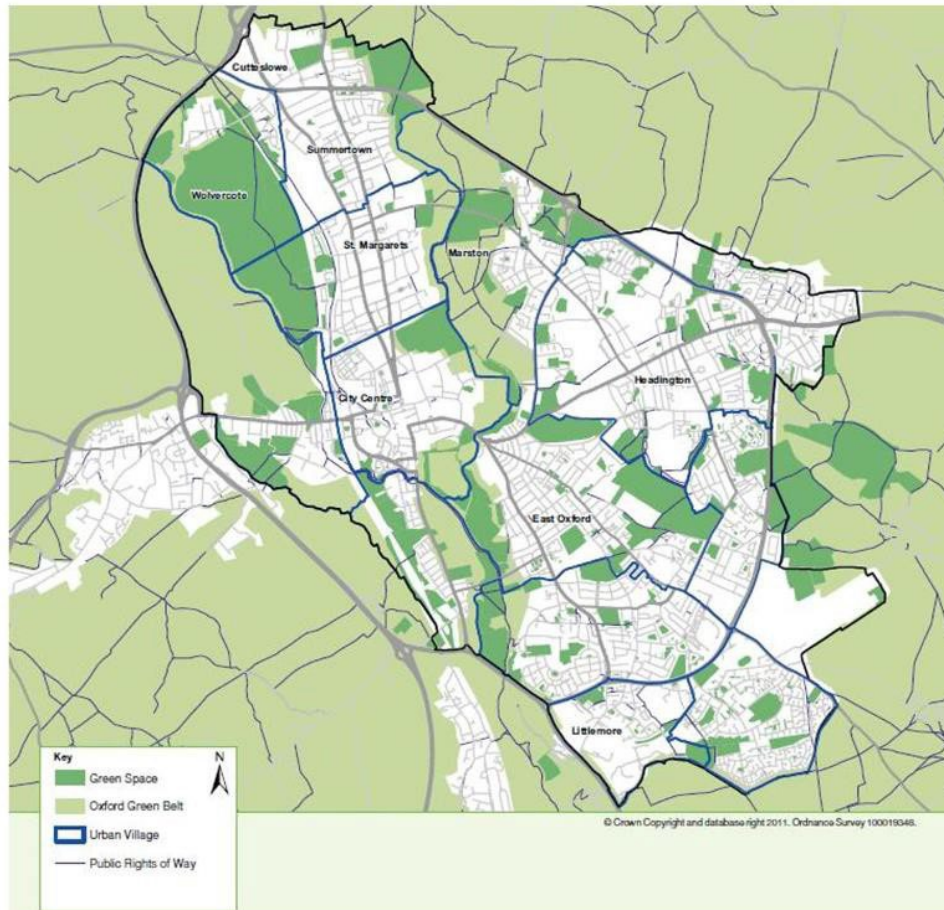 Cutteslowe
Summertown
Wolvercote
St. Margarets
Marston
Headington
City Centre
East Oxford
Littlemore
Key
N
Green Space
Oxford Green Belt
Urban Village
Public Rights of Way
© Crown Copyright and database right 2011. Ordnance Survey 100019348.